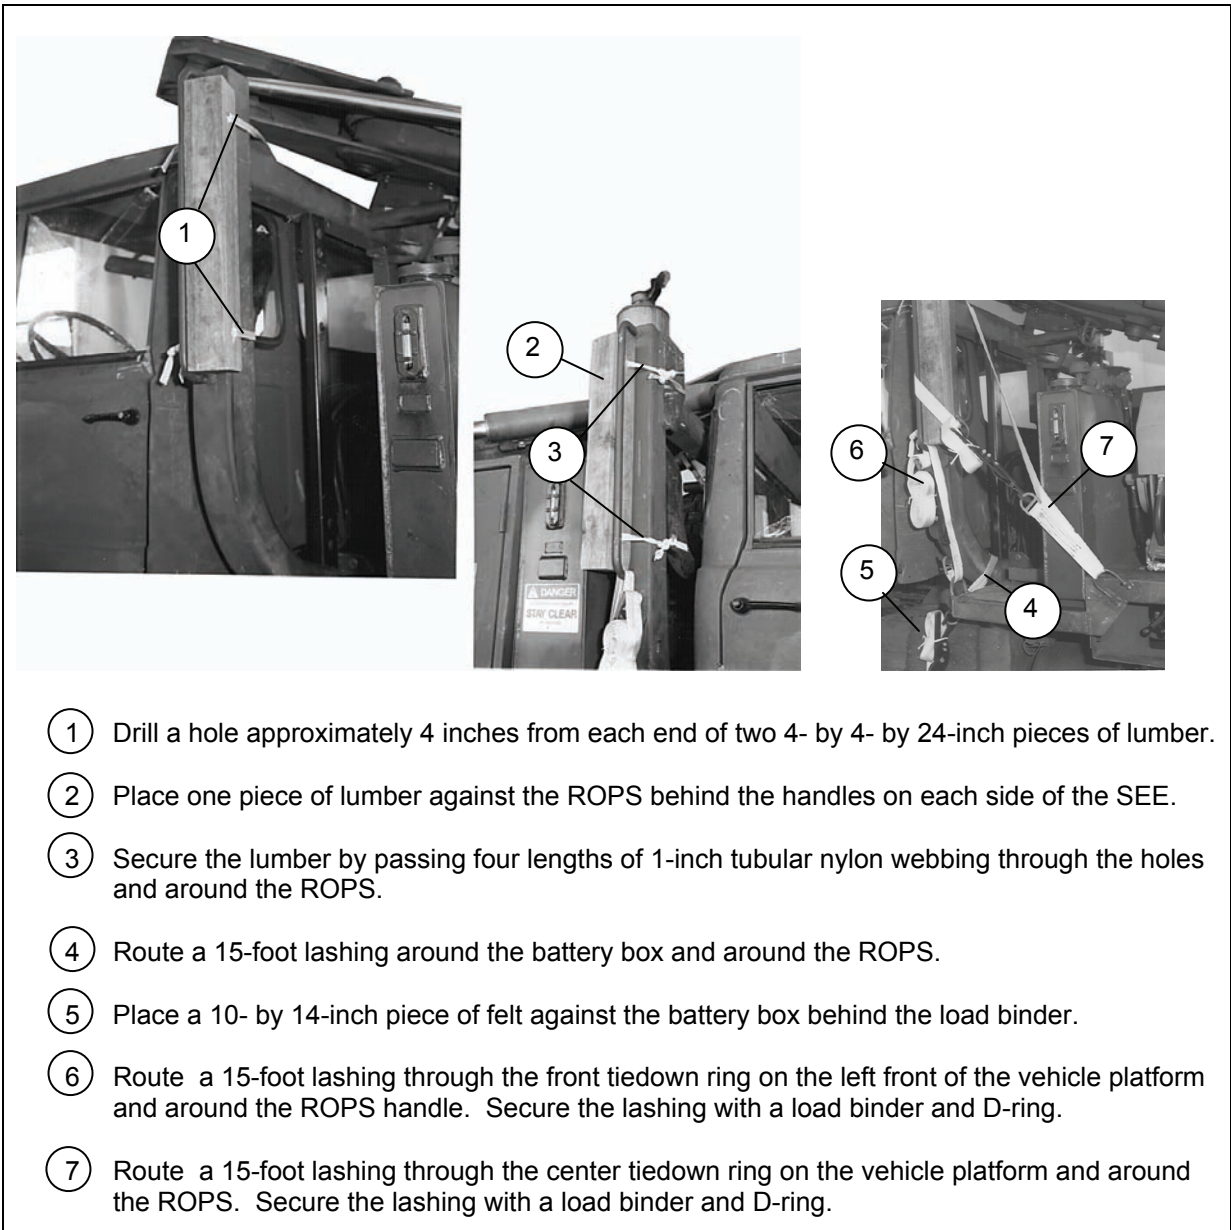 1
2
3
DANGER
STAY CLEAR
6
7
5
4
1 Drill a hole approximately 4 inches from each end of two 4- by 4- by 24-inch pieces of lumber.
2 Place one piece of lumber against the ROPS behind the handles on each side of the SEE.
3 Secure the lumber by passing four lengths of 1-inch tubular nylon webbing through the holes
and around the ROPS.
4 Route a 15-foot lashing around the battery box and around the ROPS.
5 Place a 10- by 14-inch piece of felt against the battery box behind the load binder.
6 Route  a 15-foot lashing through the front tiedown ring on the left front of the vehicle platform
and around the ROPS handle.  Secure the lashing with a load binder and D-ring.
7 Route  a 15-foot lashing through the center tiedown ring on the vehicle platform and around
the ROPS.  Secure the lashing with a load binder and D-ring.